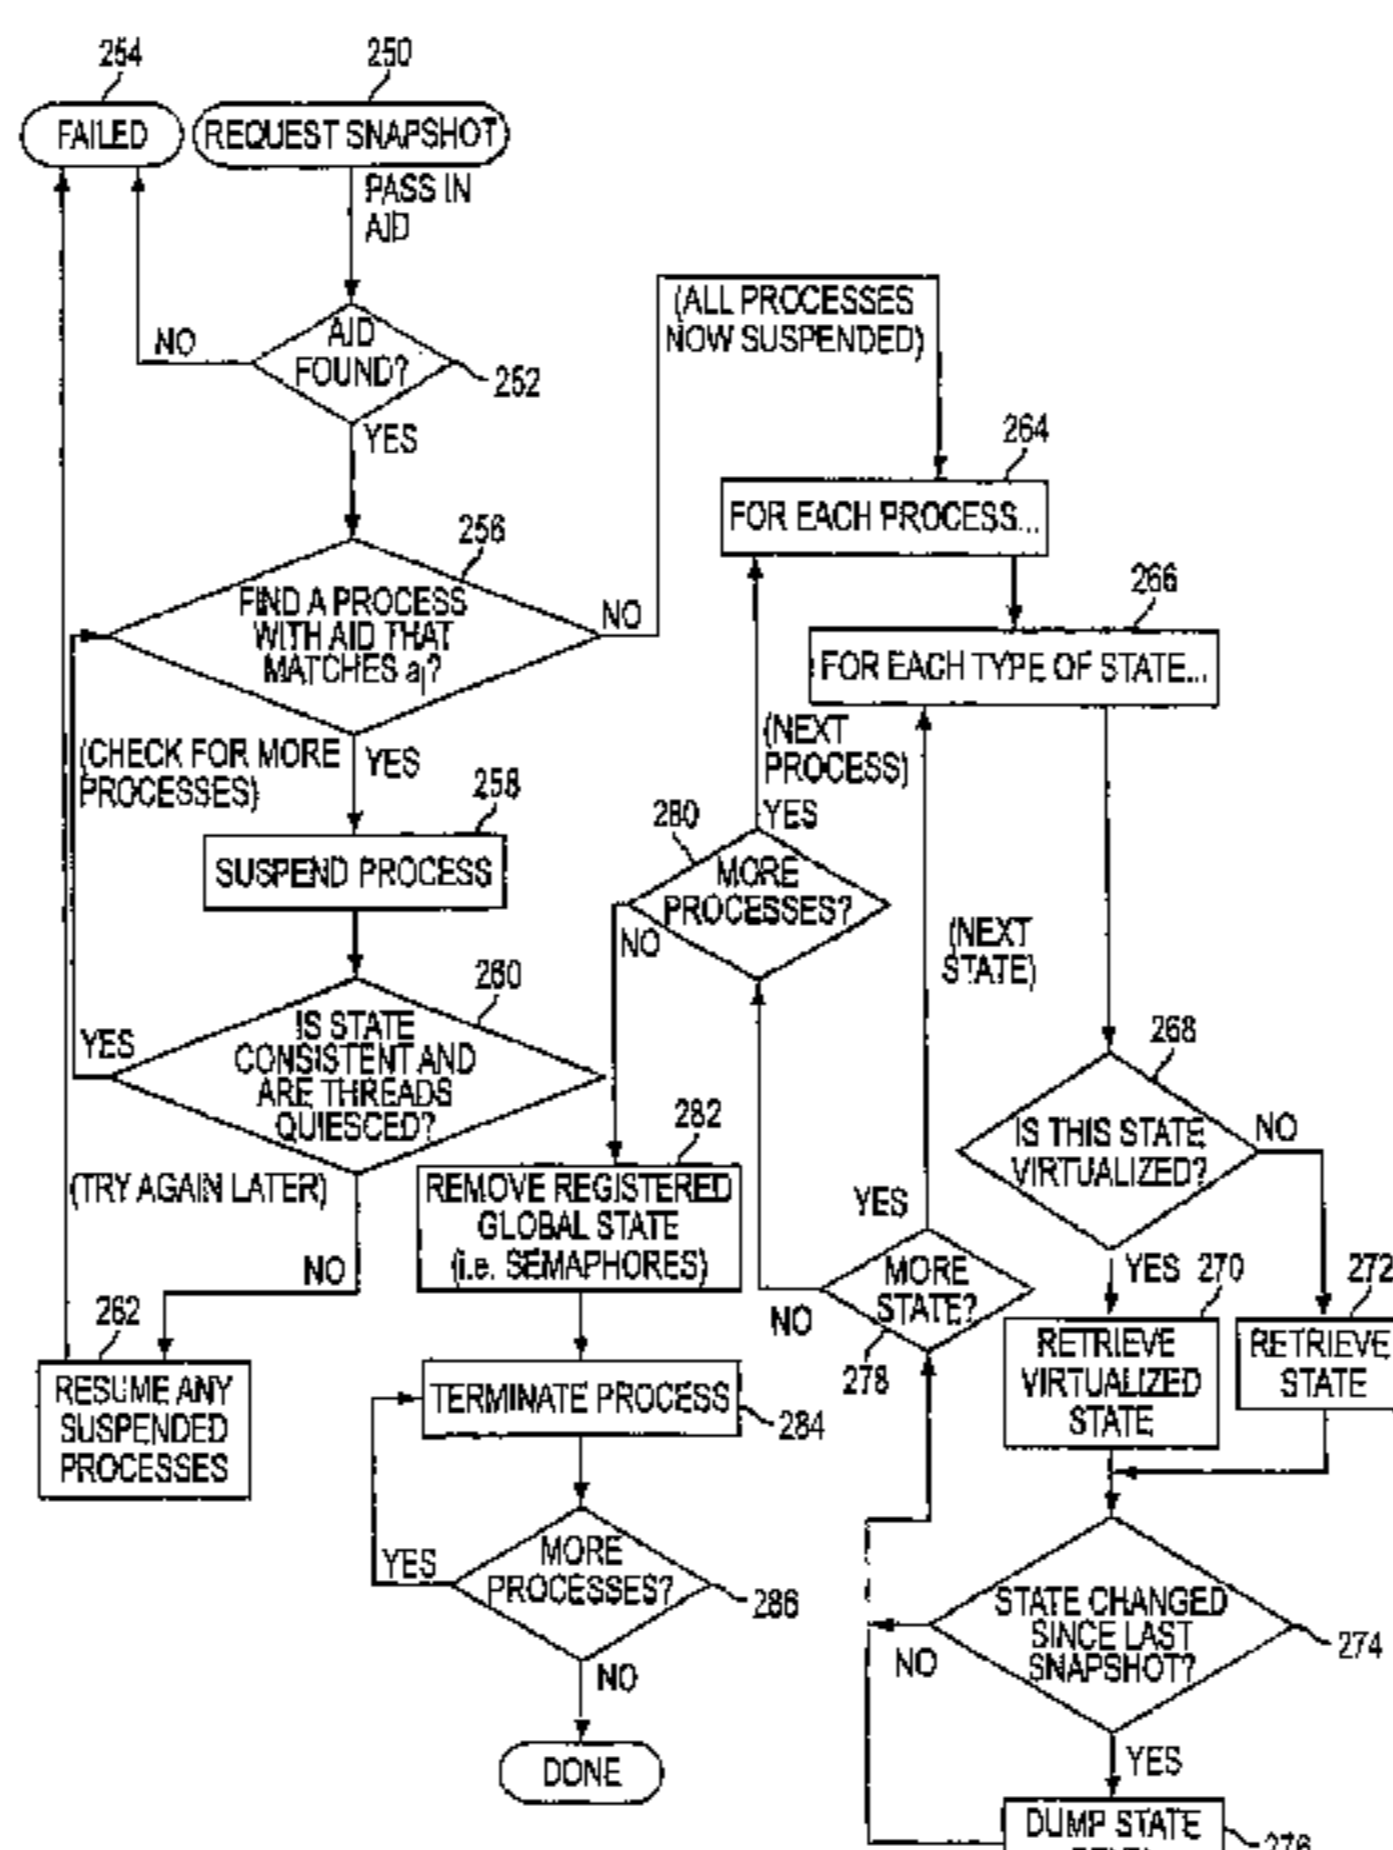 254
250
FAILED
REQUEST SNAPSHOT
PASS IN
AID
AID
FOUND?
NO
252
YES
(ALL PROCESSES
NOW SUSPENDED)
264
FOR EACH PROCESS...
256
FIND A PROCESS
WITH AID THAT
MATCHES aj?
NO
266
FOR EACH TYPE OF STATE...
(CHECK FOR MORE
PROCESSES)
YES
258
SUSPEND PROCESS
(NEXT
PROCESS)
YES
280
MORE
PROCESSES?
NO
(NEXT
STATE)
260
IS STATE
CONSISTENT AND
ARE THREADS
QUIESCED?
YES
268
IS THIS STATE
VIRTUALIZED?
NO
282
REMOVE REGISTERED
GLOBAL STATE
(i.e. SEMAPHORES)
(TRY AGAIN LATER)
NO
YES
MORE
STATE?
NO
278
YES
270
272
RETRIEVE
VIRTUALIZED
STATE
RETRIEVE
STATE
262
RESUME ANY
SUSPENDED
PROCESSES
TERMINATE PROCESS
284
MORE
PROCESSES?
YES
286
NO
DONE
STATE CHANGED
SINCE LAST
SNAPSHOT?
274
NO
YES
DUMP STATE
276